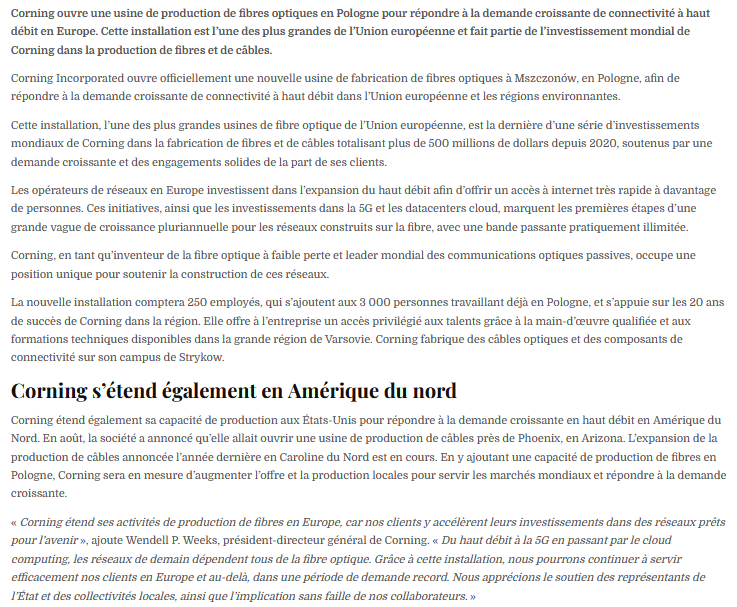 Corning ouvre une usine de production de fibres optiques en Pologne pour répondre à la demande croissante de connectivité à haut
débit en Europe. Cette installation est l’une des plus grandes de l’Union européenne et fait partie de l’investissement mondial de
Corning dans la production de fibres et de câbles.
Corning Incorporated ouvre officiellement une nouvelle usine de fabrication de fibres optiques à Mszczonów, en Pologne, afin de
répondre à la demande croissante de connectivité à haut débit dans l’Union européenne et les régions environnantes.
Cette installation, l’une des plus grandes usines de fibre optique de l’Union européenne, est la dernière d’une série d’investissements
mondiaux de Corning dans la fabrication de fibres et de câbles totalisant plus de 500 millions de dollars depuis 2020, soutenus par une
demande croissante et des engagements solides de la part de ses clients.
Les opérateurs de réseaux en Europe investissent dans l’expansion du haut débit afin d’offrir un accès à internet très rapide à davantage
de personnes. Ces initiatives, ainsi que les investissements dans la 5G et les datacenters cloud, marquent les premières étapes d’une
grande vague de croissance pluriannuelle pour les réseaux construits sur la fibre, avec une bande passante pratiquement illimitée.
Corning, en tant qu’inventeur de la fibre optique à faible perte et leader mondial des communications optiques passives, occupe une
position unique pour soutenir la construction de ces réseaux.
La nouvelle installation comptera 250 employés, qui s’ajoutent aux 3 000 personnes travaillant déjà en Pologne, et s’appuie sur les 20 ans
de succès de Corning dans la région. Elle offre à l’entreprise un accès privilégié aux talents grâce à la main-d’œuvre qualifiée et aux
formations techniques disponibles dans la grande région de Varsovie. Corning fabrique des câbles optiques et des composants de
connectivité sur son campus de Strykow.
Corning s’étend également en Amérique du nord
Corning étend également sa capacité de production aux États-Unis pour répondre à la demande croissante en haut débit en Amérique du
Nord. En août, la société a annoncé qu’elle allait ouvrir une usine de production de câbles près de Phoenix, en Arizona. L’expansion de la
production de câbles annoncée l’année dernière en Caroline du Nord est en cours. En y ajoutant une capacité de production de fibres en
Pologne, Corning sera en mesure d’augmenter l’offre et la production locales pour servir les marchés mondiaux et répondre à la demande
croissante.
« Corning étend ses activités de production de fibres en Europe, car nos clients y accélèrent leurs investissements dans des réseaux prêts
pour l’avenir », ajoute Wendell P. Weeks, président-directeur général de Corning. « Du haut débit à la 5G en passant par le cloud
computing, les réseaux de demain dépendent tous de la fibre optique. Grâce à cette installation, nous pourrons continuer à servir
efficacement nos clients en Europe et au-delà, dans une période de demande record. Nous apprécions le soutien des représentants de
l’État et des collectivités locales, ainsi que l’implication sans faille de nos collaborateurs. »